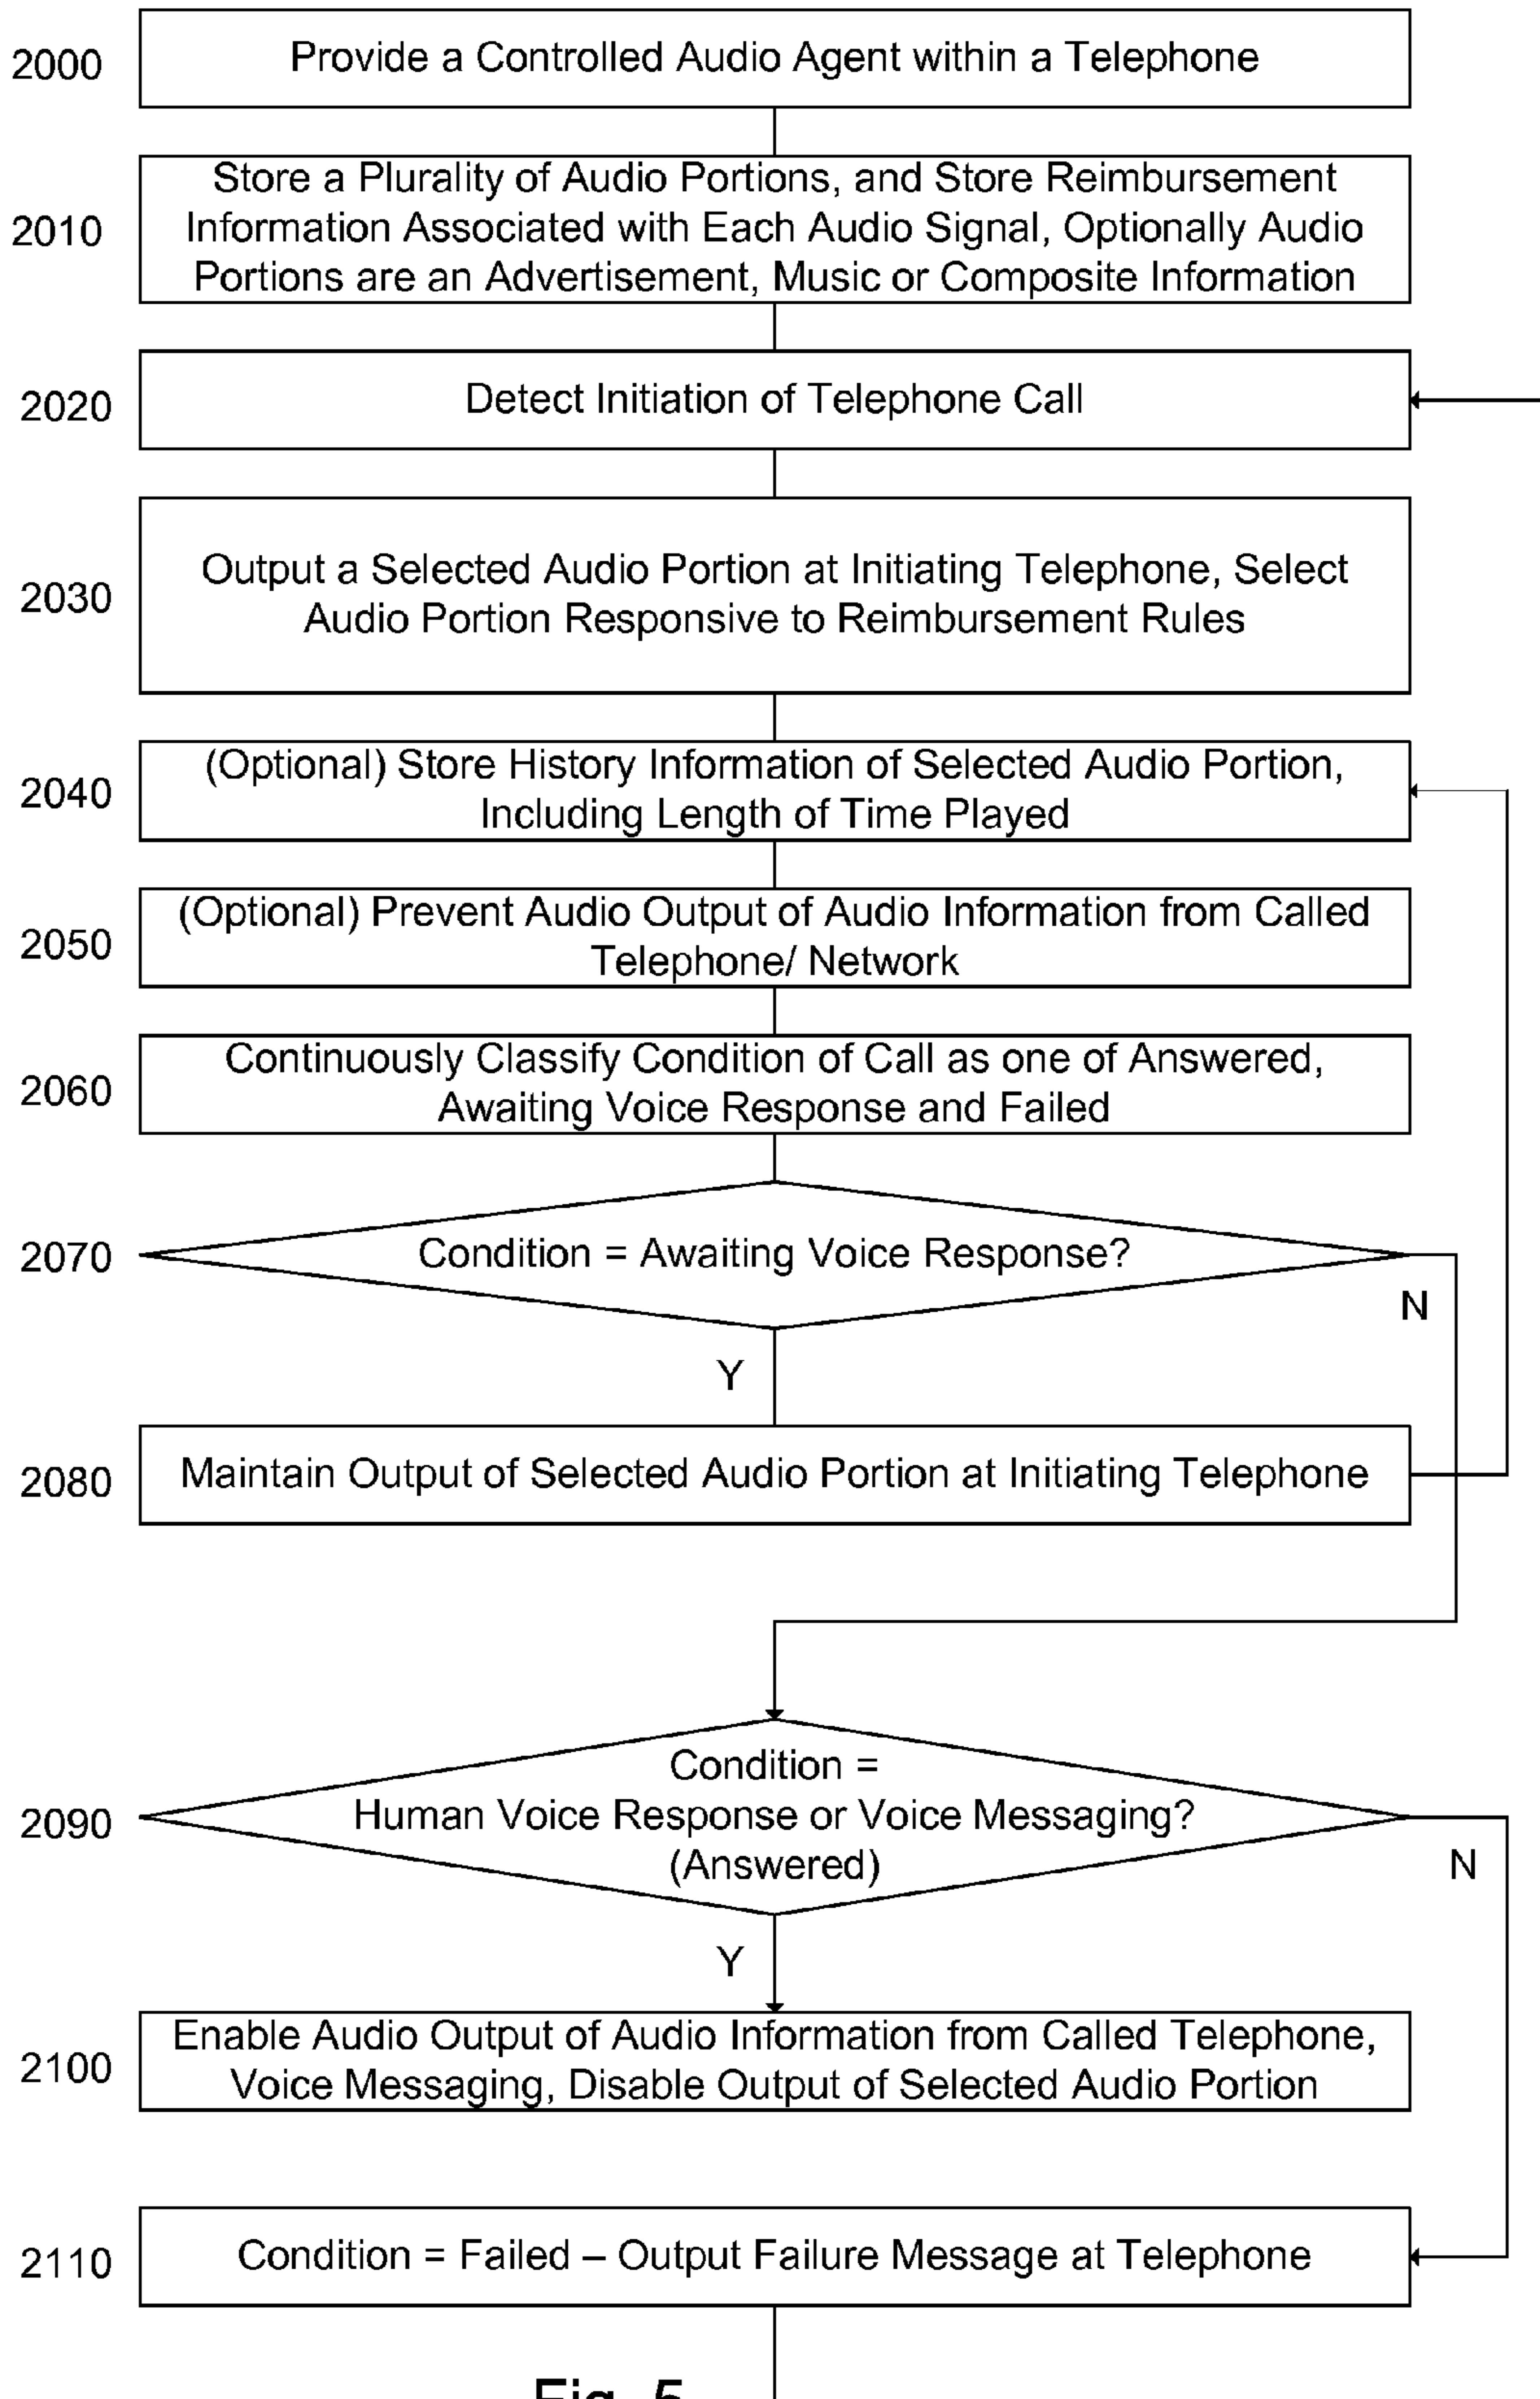 2000
Provide a Controlled Audio Agent within a Telephone
2010
Store a Plurality of Audio Portions, and Store Reimbursement
Information Associated with Each Audio Signal, Optionally Audio
Portions are an Advertisement, Music or Composite Information
2020
Detect Initiation of Telephone Call
2030
Output a Selected Audio Portion at Initiating Telephone, Select
Audio Portion Responsive to Reimbursement Rules
2040
(Optional) Store History Information of Selected Audio Portion,
Including Length of Time Played
2050
(Optional) Prevent Audio Output of Audio Information from Called
Telephone/ Network
2060
Continuously Classify Condition of Call as one of Answered,
Awaiting Voice Response and Failed
2070
Condition = Awaiting Voice Response?
N
Y
2080
Maintain Output of Selected Audio Portion at Initiating Telephone
2090
Condition =
Human Voice Response or Voice Messaging?
(Answered)
N
Y
2100
Enable Audio Output of Audio Information from Called Telephone,
Voice Messaging, Disable Output of Selected Audio Portion
2110
Condition = Failed – Output Failure Message at Telephone
Fig. 5